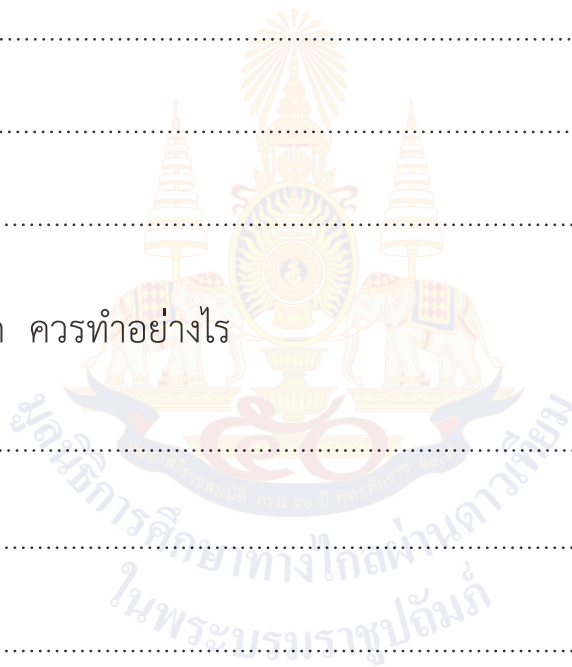 ควรทำอย่างไร
มูลนิธิการศึกษาทางไกลผ่านดาวเทียม
ในพระบรมราชูปถัมภ์